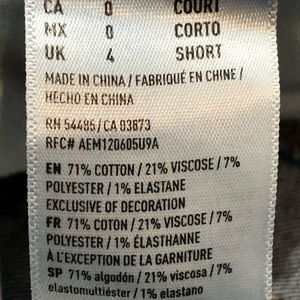 CA 0 COURT
MX 0 CORTO
UK 4 SHORT
MADE IN CHINA / FABRIQUÉ EN CHINE /
HECHO EN CHINA
RN 54485 / CA 03873
RFC# AEM120605U9A
EN 71% COTTON / 21% VISCOSE / 7%
POLYESTER / 1% ELASTANE
EXCLUSIVE OF DECORATION
FR 71% COTON / 21% VISCOSE / 7%
POLYESTER / 1% ÉLASTHANNE
À L'EXCEPTION DE LA GARNITURE
SP 71% algodón / 21% viscosa / 7%
elastomultiéster / 1% elastano